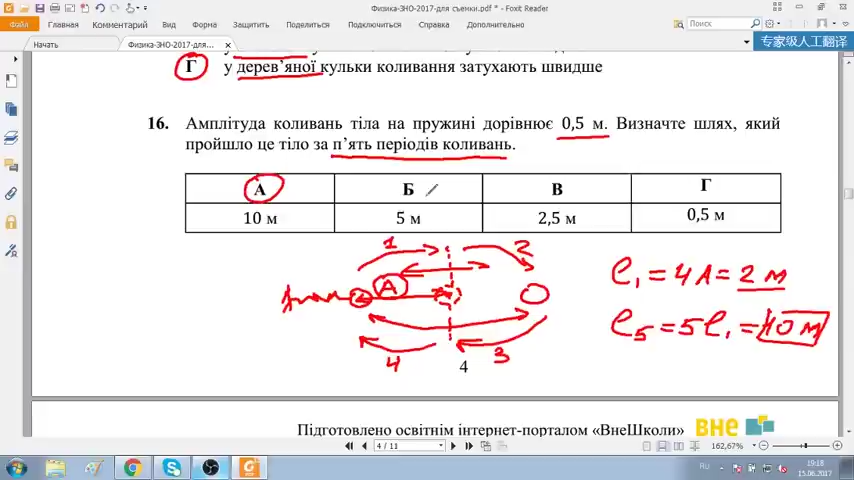 Физика-ЗНО-2017-для съемки.pdf * - Foxit Reader
Файл Главная Комментарий Вид Форма Защитить Поделиться Подключиться Справка Дополнительно
Поиск
专家级人工翻译
Начать
Физика-ЗНО-2017-для...
Г у дерев’яної кульки коливання затухають швидше
16. Амплітуда коливань тіла на пружині дорівнює 0,5 м. Визначте шлях, який
пройшло це тіло за п’ять періодів коливань.
А Б В Г
10 м 5 м 2,5 м 0,5 м
1 2
A
4 3
ℓ₁ = 4A = 2 м
ℓ₅ = 5ℓ₁ = 10 м
4
Підготовлено освітнім інтернет-порталом «ВнеШколи» вне
4 / 11
162,67%
RU
19:18
15.06.2017